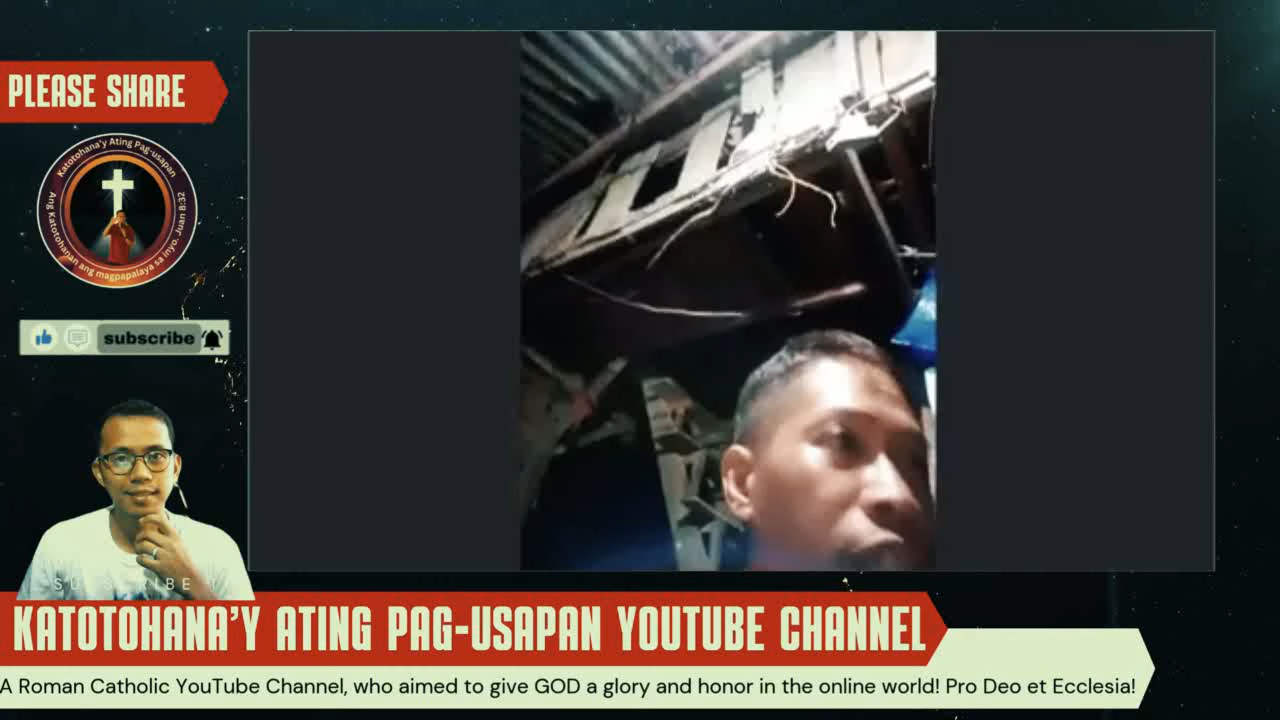 PLEASE SHARE
Katotohana'y Ating Pag-usapan
Ang Katotohanan ang magpapalaya sa inyo. Juan 8:32
subscribe
KATOTOHANA'Y ATING PAG-USAPAN YOUTUBE CHANNEL
A Roman Catholic YouTube Channel, who aimed to give GOD a glory and honor in the online world! Pro Deo et Ecclesia!